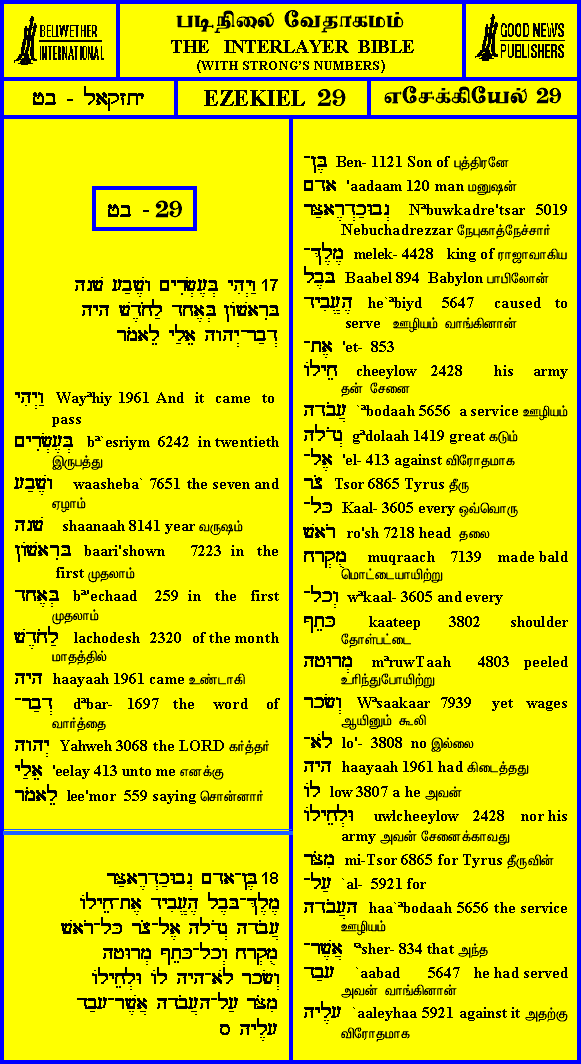 BELLWETHER
INTERNATIONAL
படிநிலை வேதாகமம்
THE INTERLAYER BIBLE
(WITH STRONG'S NUMBERS)
GOOD NEWS
PUBLISHERS
יחזקאל - בט
EZEKIEL 29
எசேக்கியேல் 29
בט - 29
17 וַיְהִי בְּעֶשְׂרִים וָשֶׁבַע שָׁנָה
בָּרִאשׁוֹן בְּאֶחָד לַחֹדֶשׁ הָיָה
דְבַר־יְהוָה אֵלַי לֵאמֹר
וַיְהִי Wayªhiy 1961 And it came to
pass
בְּעֶשְׂרִים bª`esriym 6242 in twentieth
இருபத்து
וָשֶׁבַע waasheba` 7651 the seven and
ஏழாம்
שָׁנָה shaanaah 8141 year வருஷம்
בָּרִאשׁוֹן baari'shown 7223 in the
first முதலாம்
בְּאֶחָד bª'echaad 259 in the first
முதலாம்
לַחֹדֶשׁ lachodesh 2320 of the month
மாதத்தில்
הָיָה haayaah 1961 came உண்டாகி
דְבַר־ dªbar- 1697 the word of
வார்த்தை
יְהוָה Yahweh 3068 the LORD கர்த்தர்
אֵלַי 'eelay 413 unto me எனக்கு
לֵאמֹר lee'mor 559 saying சொன்னார்
18 בֶּן־אָדָם נְבוּכַדְרֶאצַּר
מֶלֶךְ־בָּבֶל הֶעֱבִיד אֶת־חֵילוֹ
עֲבֹדָה גְדֹלָה אֶל־צֹר כָּל־רֹאשׁ
מֻקְרָח וְכָל־כָּתֵף מְרוּטָה
וְשָׂכָר לֹא־הָיָה לוֹ וּלְחֵילוֹ
מִצֹּר עַל־הָעֲבֹדָה אֲשֶׁר־עָבַד
עָלֶיהָ ס
בֶּן־ Ben- 1121 Son of புத்திரனே
אָדָם 'aadaam 120 man மனுஷன்
נְבוּכַדְרֶאצַּר Nªbuwkadre'tsar 5019
Nebuchadrezzar நேபுகாத்நேச்சார்
מֶלֶךְ־ melek- 4428 king of ராஜாவாகிய
בָּבֶל Baabel 894 Babylon பாபிலோன்
הֶעֱבִיד he`ªbiyd 5647 caused to
serve ஊழியம் வாங்கினான்
אֶת־ 'et- 853
חֵילוֹ cheeylow 2428 his army
தன் சேனை
עֲבֹדָה `ªbodaah 5656 a service ஊழியம்
גְדֹלָה gªdolaah 1419 great கடும்
אֶל־ 'el- 413 against விரோதமாக
צֹר Tsor 6865 Tyrus தீரு
כָּל־ Kaal- 3605 every ஒவ்வொரு
רֹאשׁ ro'sh 7218 head தலை
מֻקְרָח muqraach 7139 made bald
மொட்டையாயிற்று
וְכָל־ wªkaal- 3605 and every
כָּתֵף kaateep 3802 shoulder
தோள்பட்டை
מְרוּטָה mªruwTaah 4803 peeled
உரிந்துபோயிற்று
וְשָׂכָר Wªsaakaar 7939 yet wages
ஆயினும் கூலி
לֹא־ lo'- 3808 no இல்லை
הָיָה haayaah 1961 had கிடைத்தது
לוֹ low 3807 a he அவன்
וּלְחֵילוֹ uwlcheeylow 2428 nor his
army அவன் சேனைக்காவது
מִצֹּר mi-Tsor 6865 for Tyrus தீருவின்
עַל־ `al- 5921 for
הָעֲבֹדָה haa`ªbodaah 5656 the service
ஊழியம்
אֲשֶׁר־ ªsher- 834 that அந்த
עָבַד `aabad 5647 he had served
அவன் வாங்கினான்
עָלֶיהָ `aaleyhaa 5921 against it அதற்கு
விரோதமாக